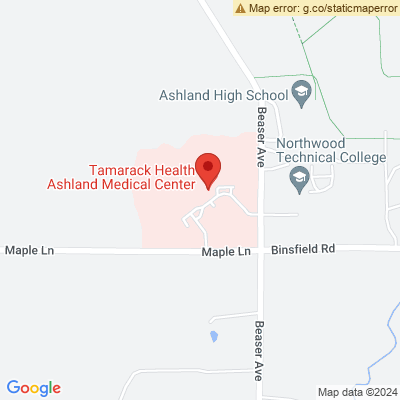 Map error: g.co/staticmaperror
Ashland High School
Beaser Ave
Northwood
Technical College
Tamarack Health
Ashland Medical Center
Maple Ln
Maple Ln
Binsfield Rd
Beaser Ave
Google
Map data ©2024